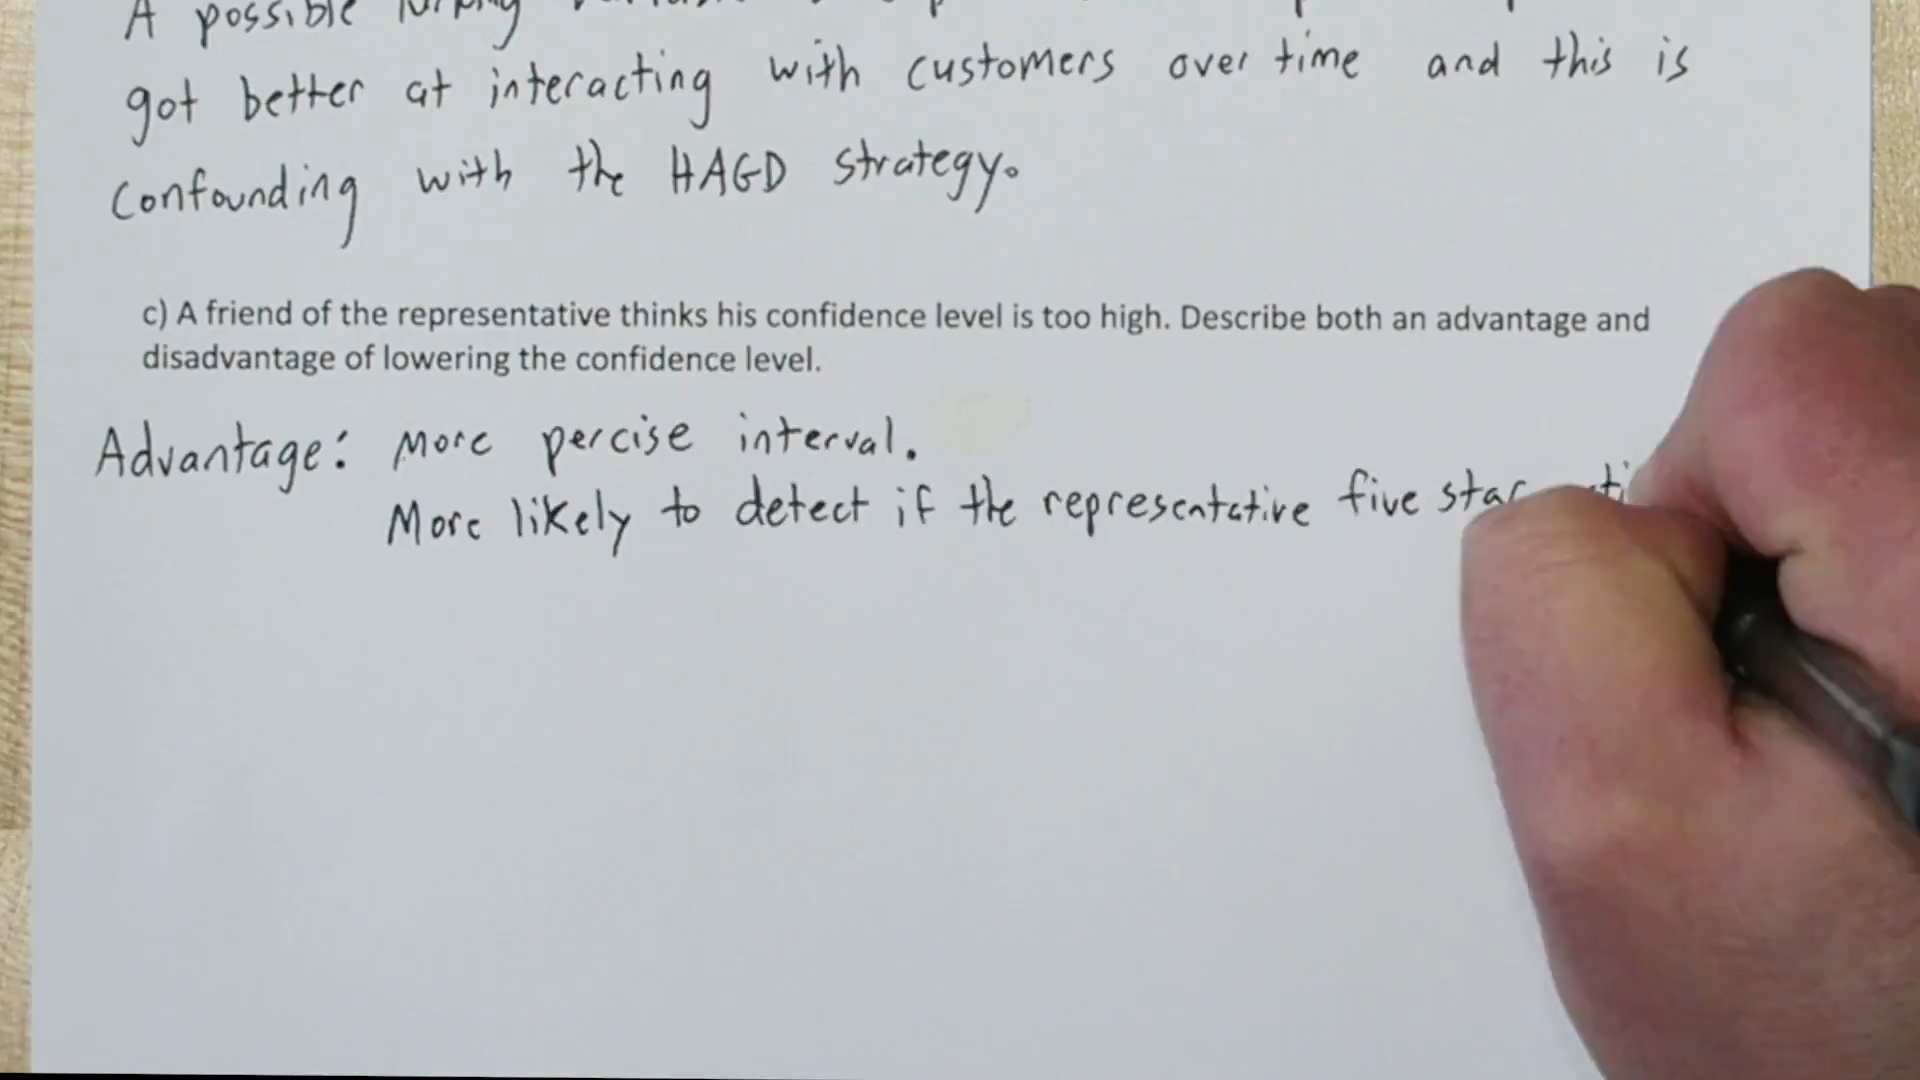 A possible
got better at interacting with customers over time and this is
confounding with the HAGD strategy.
c) A friend of the representative thinks his confidence level is too high. Describe both an advantage and
disadvantage of lowering the confidence level.
Advantage: More percise interval.
More likely to detect if the representative five star